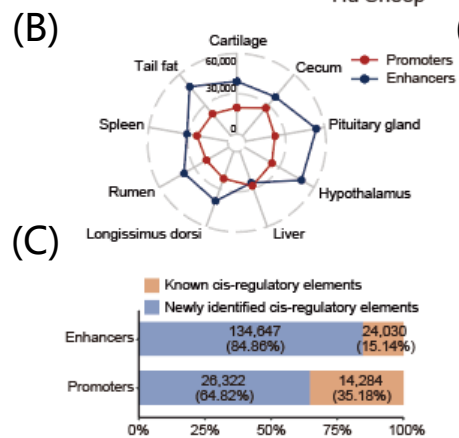 (B)
Cartilage
Cecum
Pituitary gland
Hypothalamus
Liver
Longissimus dorsi
Rumen
Spleen
Tail fat
60,000
30,000
0
Promoters
Enhancers
(C)
Known cis-regulatory elements
Newly identified cis-regulatory elements
Enhancers
134,647
(84.86%)
24,030
(15.14%)
Promoters
26,322
(64.82%)
14,284
(35.18%)
0%
25%
50%
75%
100%